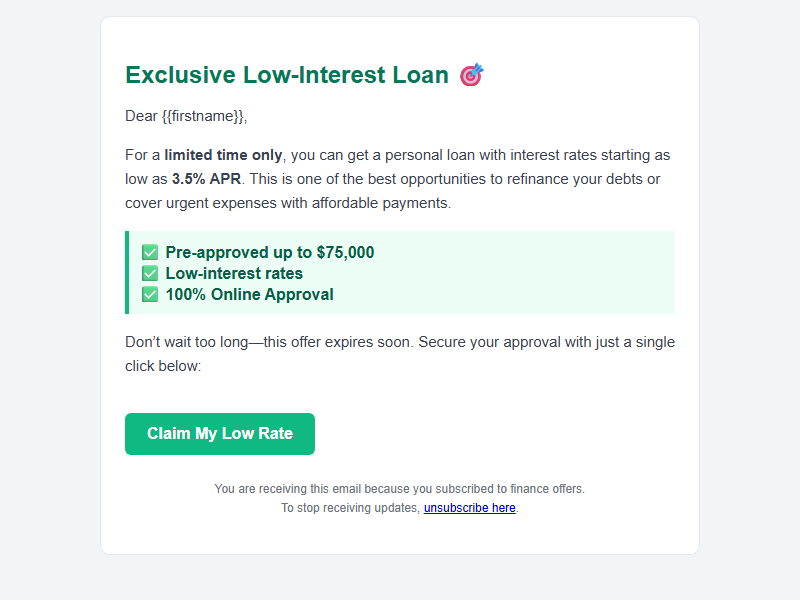 Exclusive Low-Interest Loan 🎯
Dear {{firstname}},
For a limited time only, you can get a personal loan with interest rates starting as
low as 3.5% APR. This is one of the best opportunities to refinance your debts or
cover urgent expenses with affordable payments.
✅ Pre-approved up to $75,000
✅ Low-interest rates
✅ 100% Online Approval
Don’t wait too long—this offer expires soon. Secure your approval with just a single
click below:
Claim My Low Rate
You are receiving this email because you subscribed to finance offers.
To stop receiving updates, unsubscribe here.